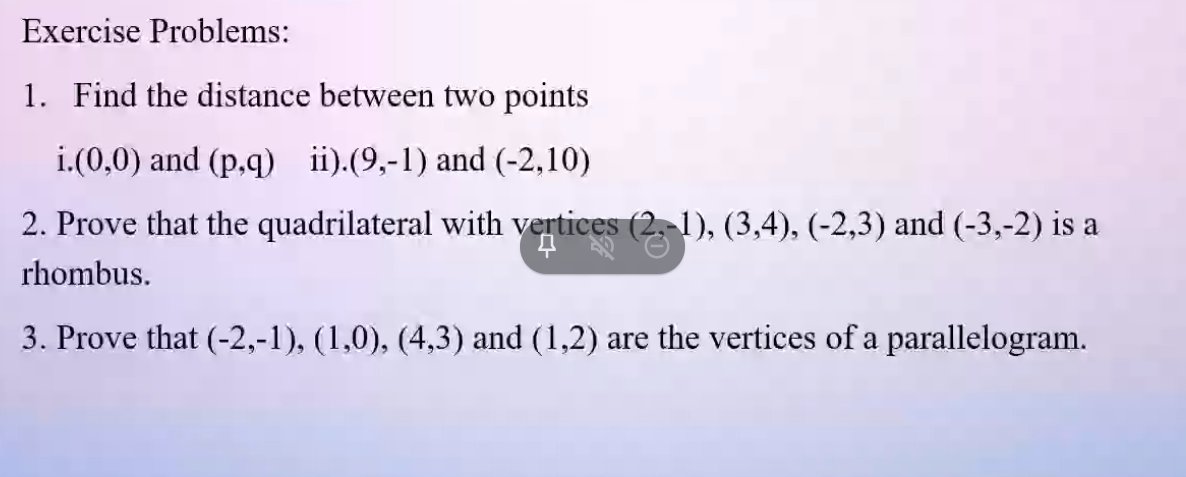 Exercise Problems:
1. Find the distance between two points
i.(0,0) and (p,q) ii).(9,-1) and (-2,10)
2. Prove that the quadrilateral with vertices (2,-1), (3,4), (-2,3) and (-3,-2) is a
rhombus.
3. Prove that (-2,-1), (1,0), (4,3) and (1,2) are the vertices of a parallelogram.